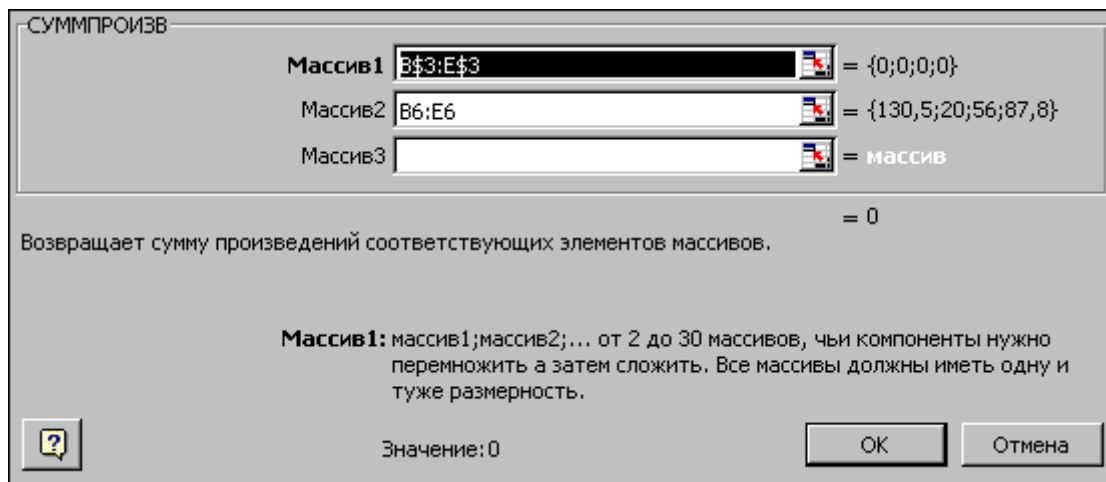 СУММПРОИЗВ
Массив1 B$3:E$3 = {0;0;0;0}
Массив2 B6:E6 = {130,5;20;56;87,8}
Массив3 = массив
= 0
Возвращает сумму произведений соответствующих элементов массивов.
Массив1: массив1;массив2;... от 2 до 30 массивов, чьи компоненты нужно
перемножить а затем сложить. Все массивы должны иметь одну и
туже размерность.
? Значение:0 OK Отмена